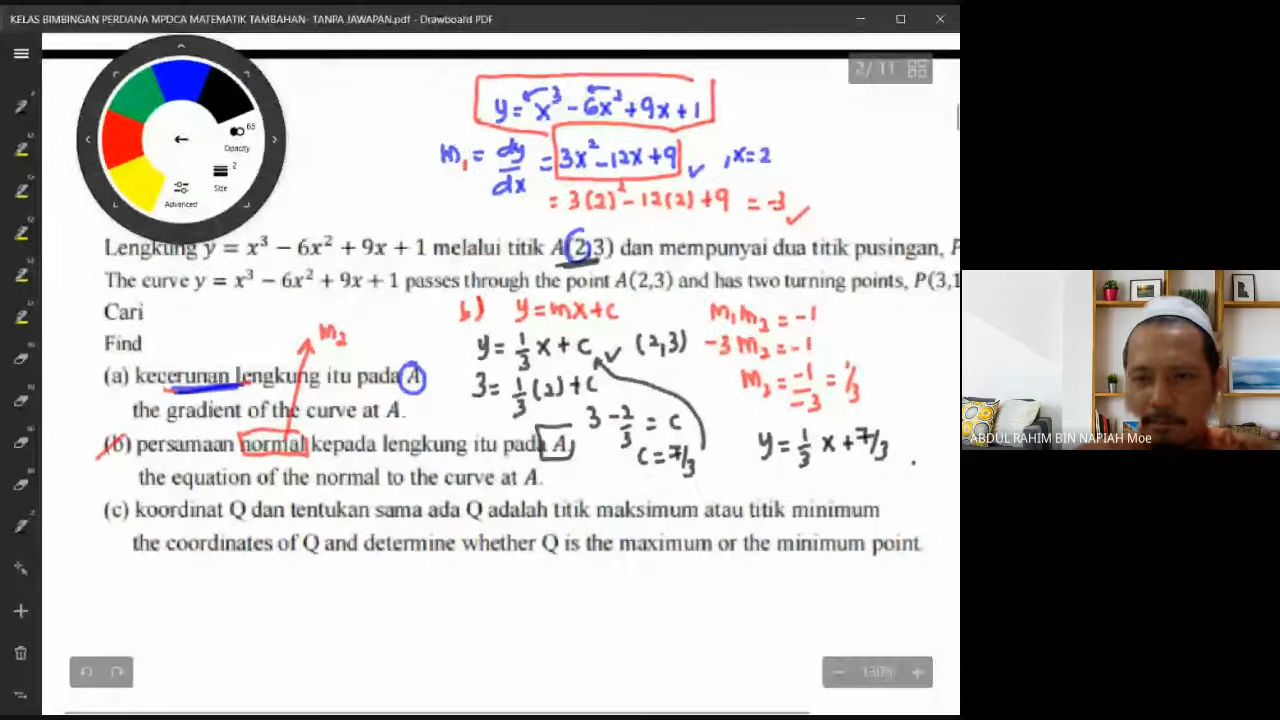 KELAS BIMBINGAN PERDANA MPDCA MATEMATIK TAMBAHAN- TANPA JAWAPAN.pdf - Drawboard PDF
2/ 11
65
Opacity
2
Size
Advanced
y = x³ - 6x² + 9x + 1
m₁ = dy/dx = 3x² - 12x + 9 , x = 2
= 3(2)² - 12(2) + 9 = -3
Lengkung y = x³ − 6x² + 9x + 1 melalui titik A(2,3) dan mempunyai dua titik pusingan, P
The curve y = x³ − 6x² + 9x + 1 passes through the point A(2,3) and has two turning points, P(3,1
Cari
Find
m₂
(a) kecerunan lengkung itu pada A
the gradient of the curve at A.
(b) persamaan normal kepada lengkung itu pada A,
the equation of the normal to the curve at A.
b) y = mx + c
y = 1/3 x + c (2,3)
3 = 1/3 (2) + c
3 - 2/3 = c
c = 7/3
m₁m₂ = -1
-3 m₂ = -1
m₂ = -1/-3 = 1/3
y = 1/3 x + 7/3
(c) koordinat Q dan tentukan sama ada Q adalah titik maksimum atau titik minimum
the coordinates of Q and determine whether Q is the maximum or the minimum point.
130%
ABDUL RAHIM BIN NAPIAH Moe